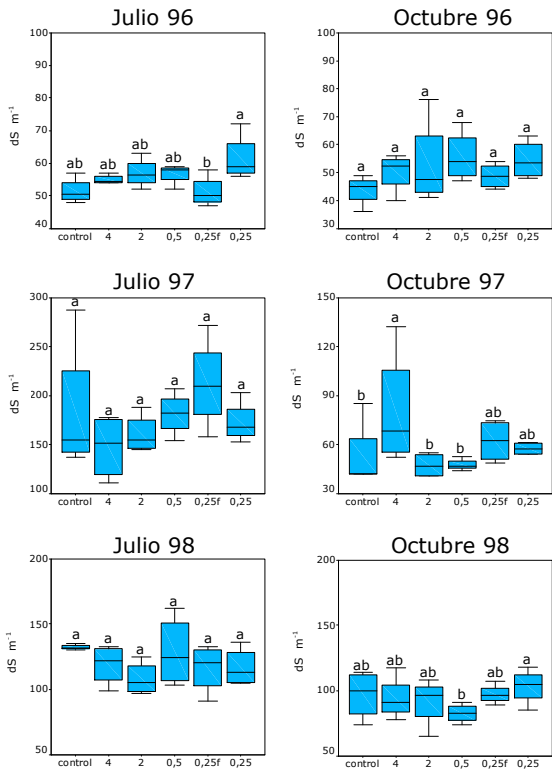 Julio 96
dS m⁻¹
100
90
80
70
60
50
40
ab ab ab ab b a
control 4 2 0,5 0,25f 0,25
Octubre 96
dS m⁻¹
100
90
80
70
60
50
40
30
a a a a a a
control 4 2 0,5 0,25f 0,25
Julio 97
dS m⁻¹
300
250
200
150
100
a a a a a a
control 4 2 0,5 0,25f 0,25
Octubre 97
dS m⁻¹
150
120
90
60
30
b a b b ab ab
control 4 2 0,5 0,25f 0,25
Julio 98
dS m⁻¹
200
150
100
50
a a a a a a
control 4 2 0,5 0,25f 0,25
Octubre 98
dS m⁻¹
200
150
100
50
ab ab ab b ab a
control 4 2 0,5 0,25f 0,25